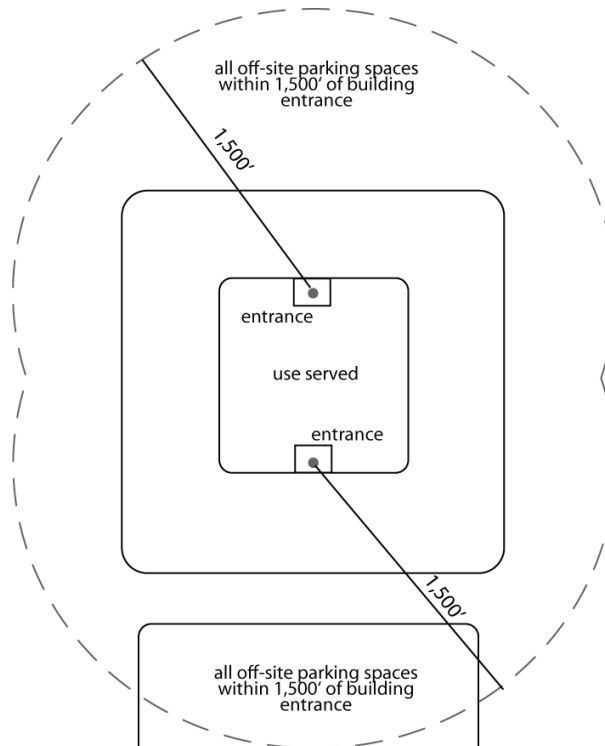 all off-site parking spaces
within 1,500' of building
entrance
1,500'
entrance
use served
entrance
1,500'
all off-site parking spaces
within 1,500' of building
entrance